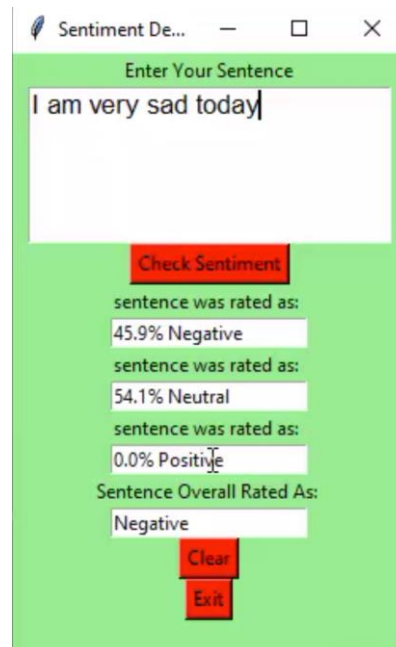 Sentiment De...
Enter Your Sentence
I am very sad today
Check Sentiment
sentence was rated as:
45.9% Negative
sentence was rated as:
54.1% Neutral
sentence was rated as:
0.0% Positive
Sentence Overall Rated As:
Negative
Clear
Exit